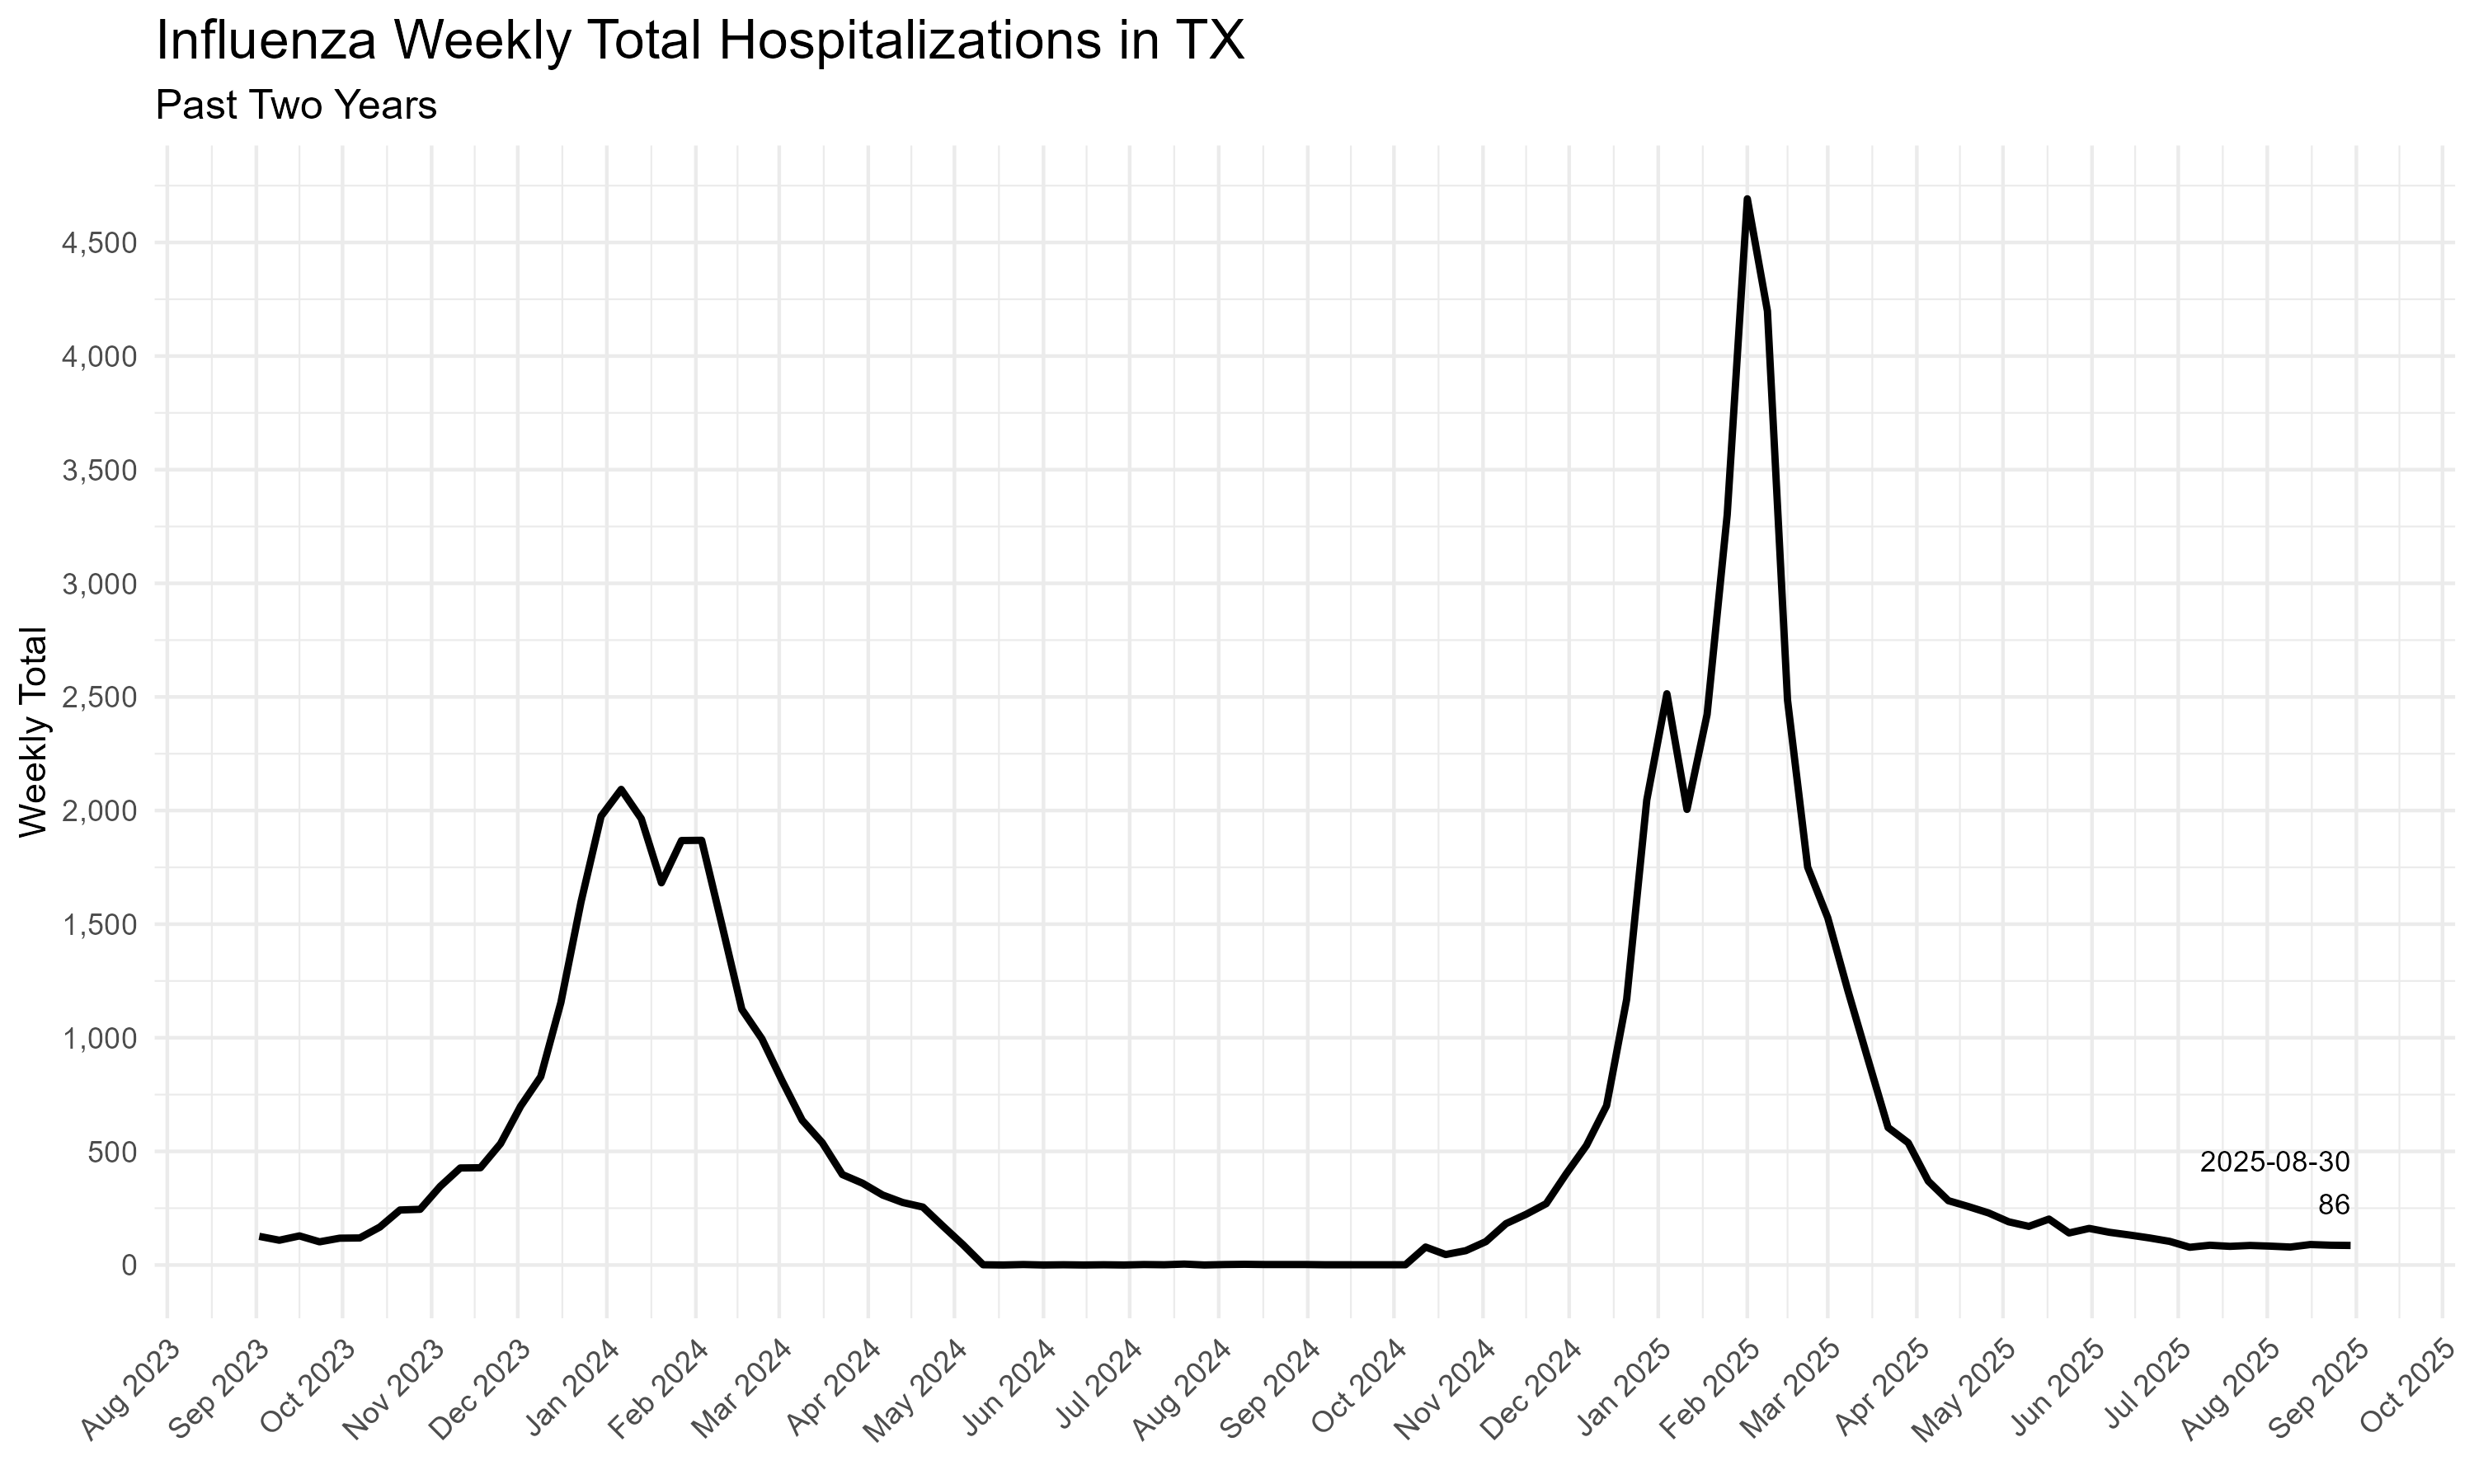 Influenza Weekly Total Hospitalizations in TX
Past Two Years
Weekly Total
4,500
4,000
3,500
3,000
2,500
2,000
1,500
1,000
500
0
2025-08-30
86
Aug 2023
Sep 2023
Oct 2023
Nov 2023
Dec 2023
Jan 2024
Feb 2024
Mar 2024
Apr 2024
May 2024
Jun 2024
Jul 2024
Aug 2024
Sep 2024
Oct 2024
Nov 2024
Dec 2024
Jan 2025
Feb 2025
Mar 2025
Apr 2025
May 2025
Jun 2025
Jul 2025
Aug 2025
Sep 2025
Oct 2025